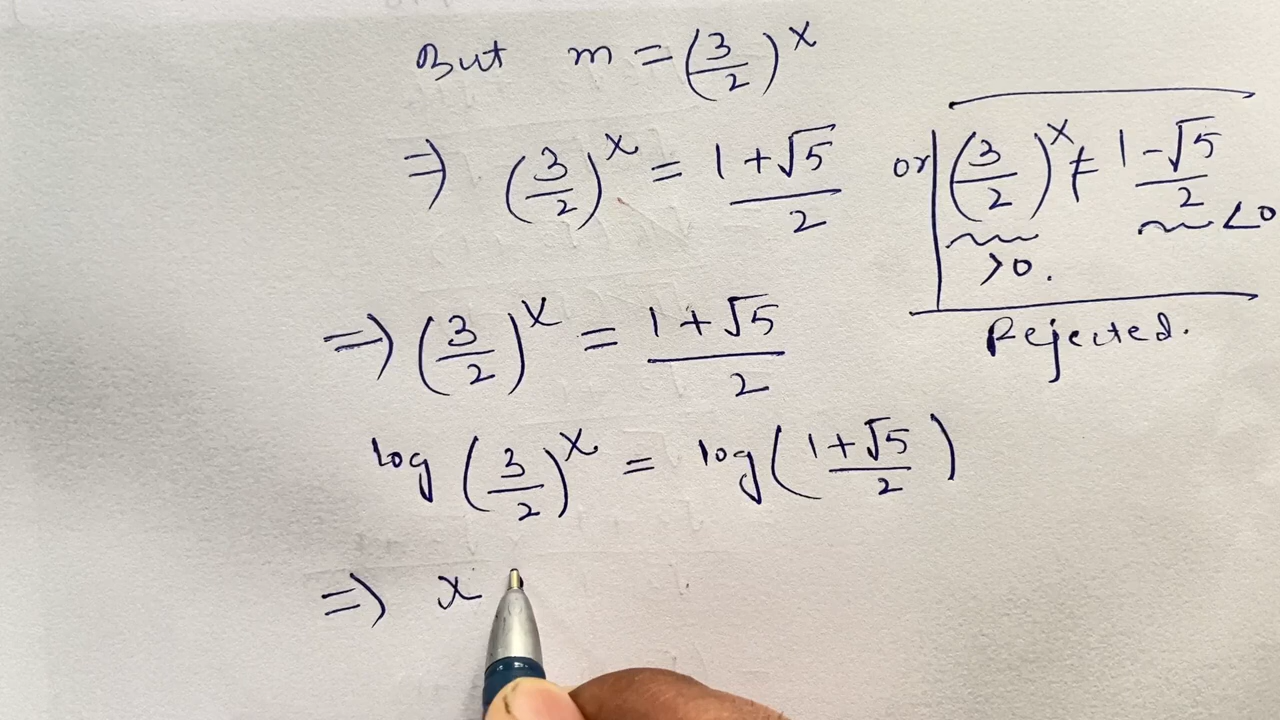 But m = (3/2)^x
⇒ (3/2)^x = (1+√5)/2 or (3/2)^x ≠ (1-√5)/2
>0. <0
Rejected.
⇒ (3/2)^x = (1+√5)/2
log (3/2)^x = log ((1+√5)/2)
⇒ x